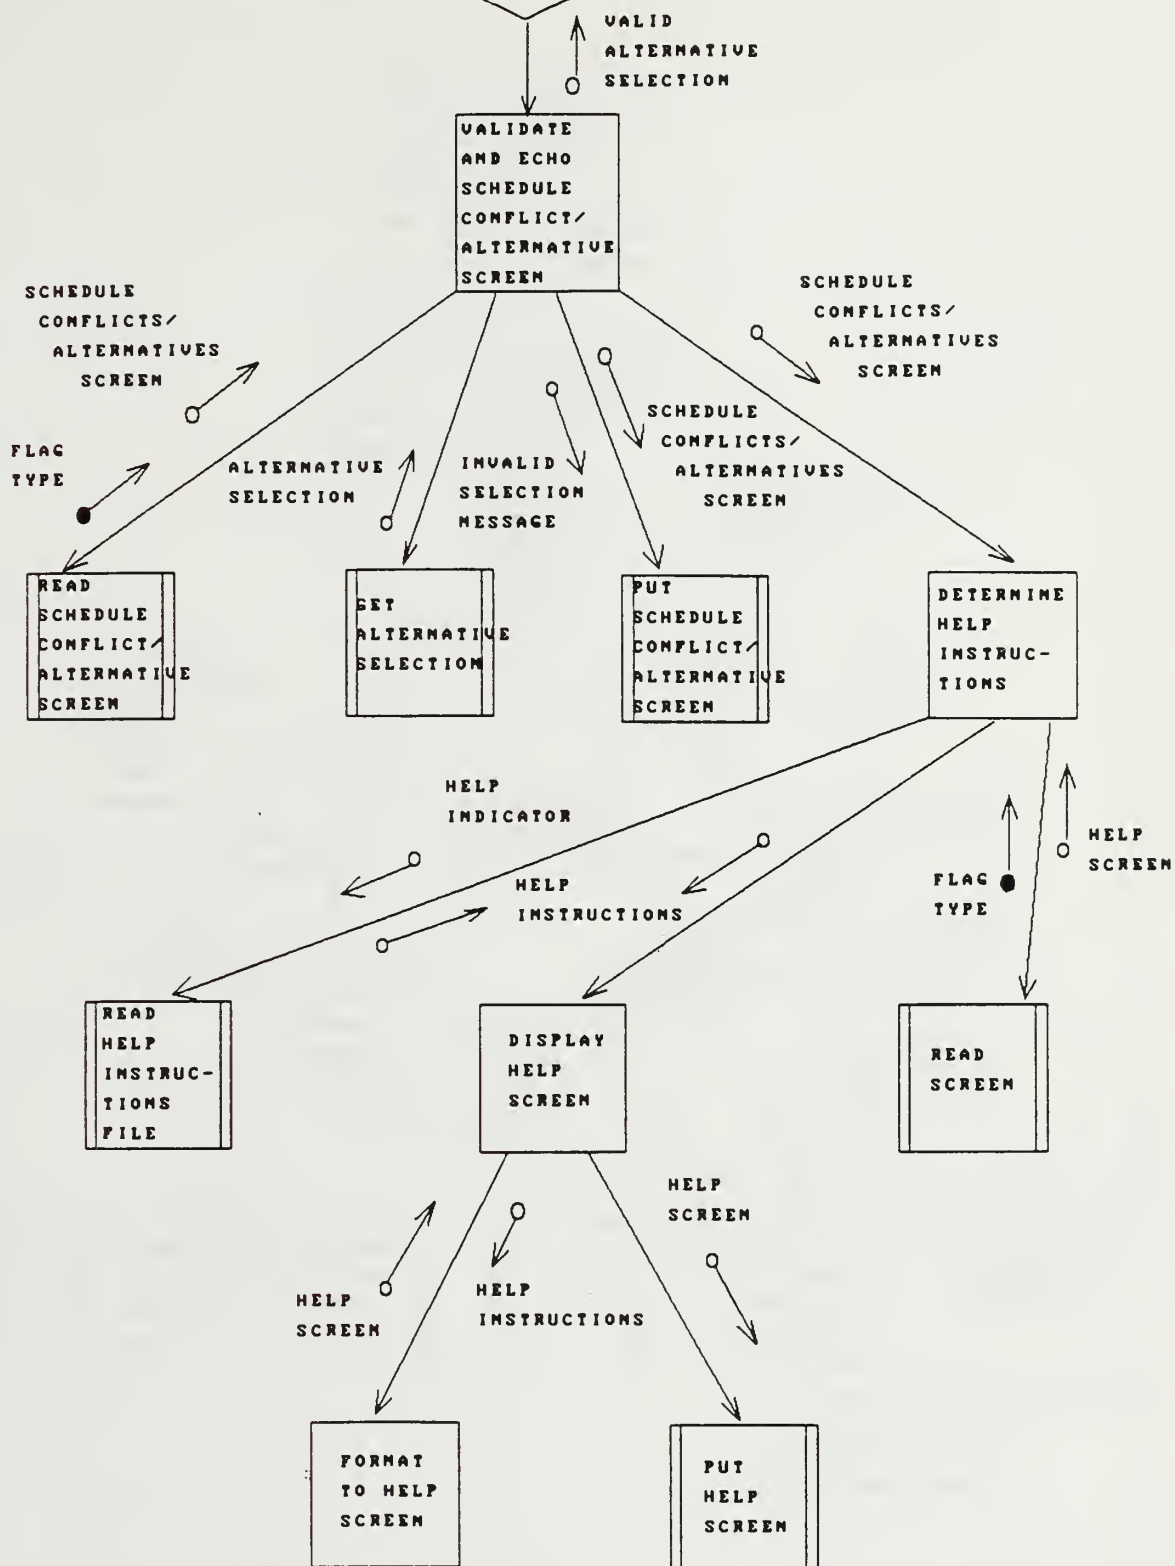 VALID
ALTERNATIVE
SELECTION
VALIDATE
AND ECHO
SCHEDULE
CONFLICT/
ALTERNATIVE
SCREEN
SCHEDULE
CONFLICTS/
ALTERNATIVES
SCREEN
SCHEDULE
CONFLICTS/
ALTERNATIVES
SCREEN
FLAG
TYPE
ALTERNATIVE
SELECTION
INVALID
SELECTION
MESSAGE
SCHEDULE
CONFLICTS/
ALTERNATIVES
SCREEN
READ
SCHEDULE
CONFLICT/
ALTERNATIVE
SCREEN
GET
ALTERNATIVE
SELECTION
PUT
SCHEDULE
CONFLICT/
ALTERNATIVE
SCREEN
DETERMINE
HELP
INSTRUC-
TIONS
HELP
INDICATOR
HELP
INSTRUCTIONS
FLAG
TYPE
HELP
SCREEN
READ
HELP
INSTRUC-
TIONS
FILE
DISPLAY
HELP
SCREEN
READ
SCREEN
HELP
SCREEN
HELP
INSTRUCTIONS
HELP
SCREEN
FORMAT
TO HELP
SCREEN
PUT
HELP
SCREEN